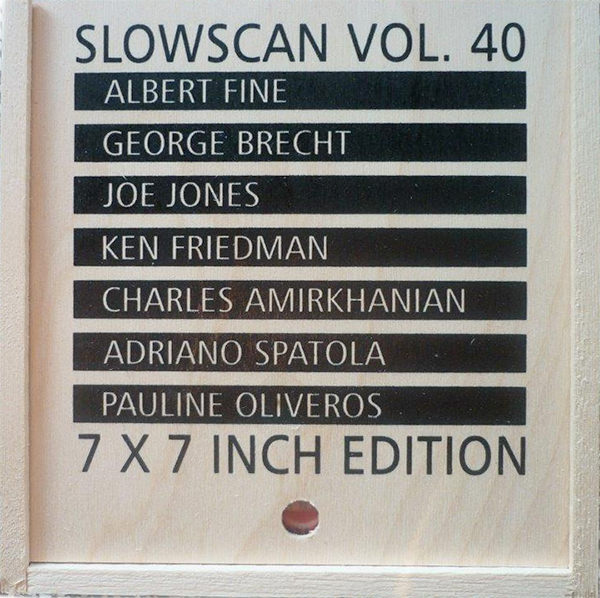 SLOWSCAN VOL. 40
ALBERT FINE
GEORGE BRECHT
JOE JONES
KEN FRIEDMAN
CHARLES AMIRKHANIAN
ADRIANO SPATOLA
PAULINE OLIVEROS
7 X 7 INCH EDITION